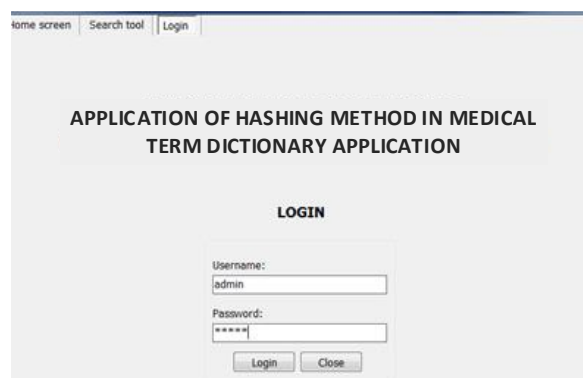 Home screen Search tool Login
APPLICATION OF HASHING METHOD IN MEDICAL
TERM DICTIONARY APPLICATION
LOGIN
Username:
admin
Password:
*****
Login Close